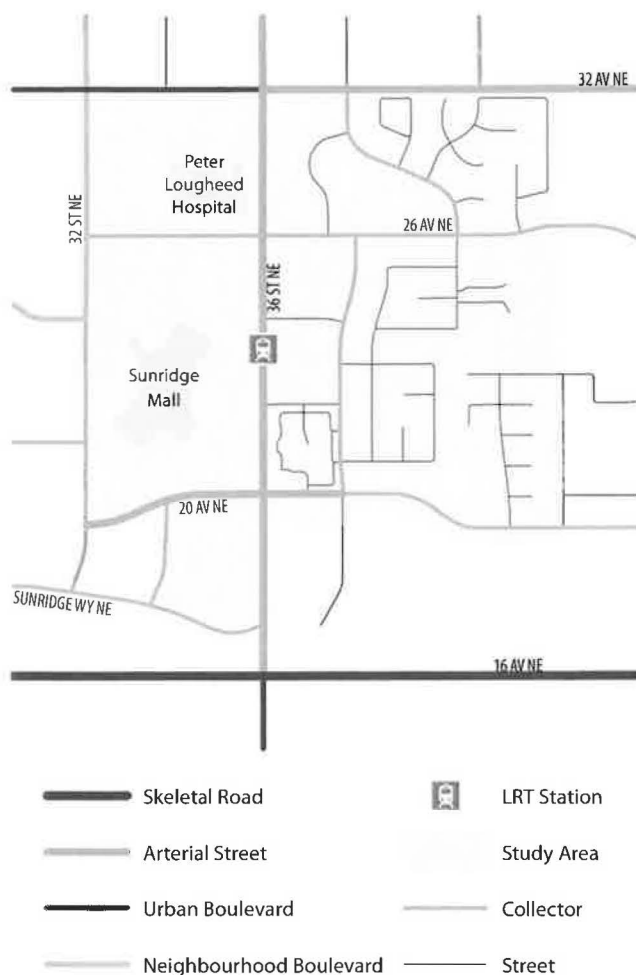 32 AV NE
Peter
Lougheed
Hospital
32 ST NE
26 AV NE
36 ST NE
Sunridge
Mall
20 AV NE
SUNRIDGE WY NE
16 AV NE
Skeletal Road
LRT Station
Arterial Street
Study Area
Urban Boulevard
Collector
Neighbourhood Boulevard
Street